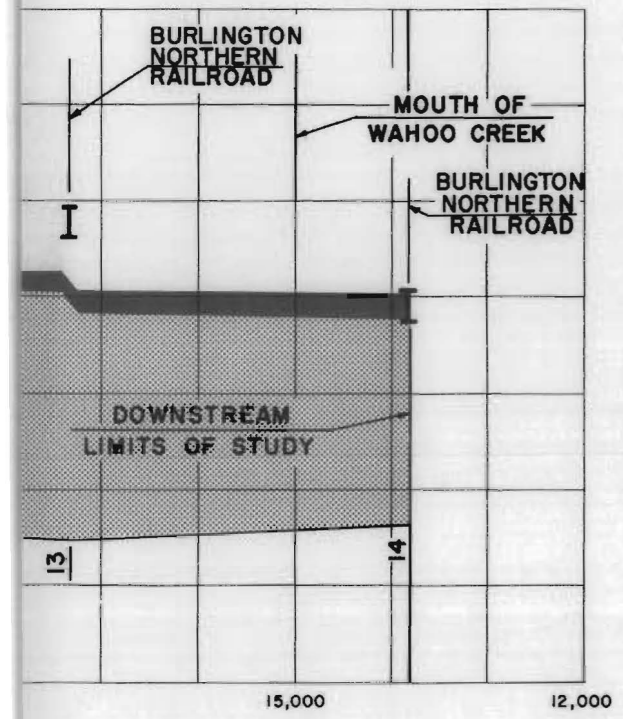 BURLINGTON
NORTHERN
RAILROAD
MOUTH OF
WAHOO CREEK
BURLINGTON
NORTHERN
RAILROAD
DOWNSTREAM
LIMITS OF STUDY
13
14
15,000
12,000